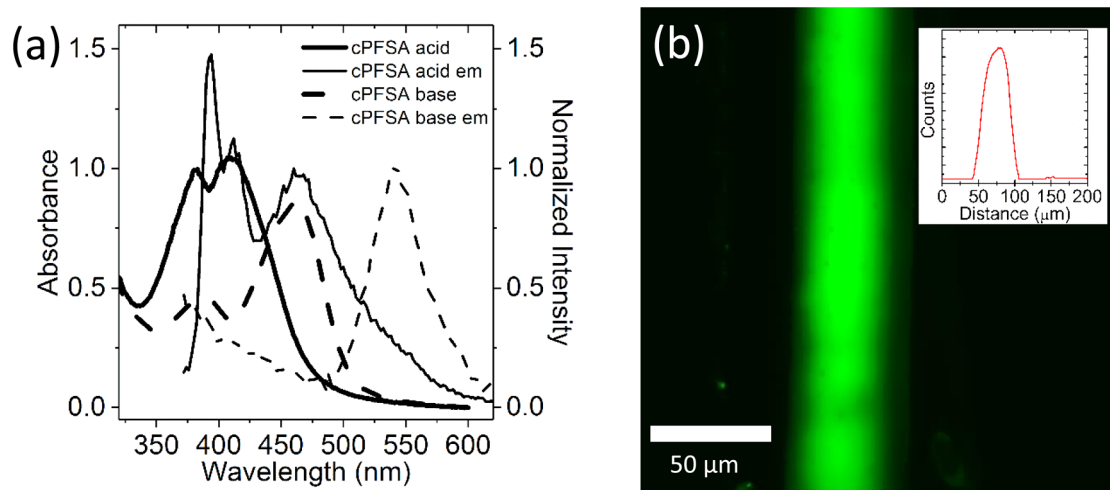 (a)
1.5
1.0
0.5
0.0
Absorbance
350 400 450 500 550 600
Wavelength (nm)
1.5
1.0
0.5
0.0
Normalized Intensity
cPFSA acid
cPFSA acid em
cPFSA base
cPFSA base em
(b)
50 μm
Counts
0 50 100 150 200
Distance (μm)